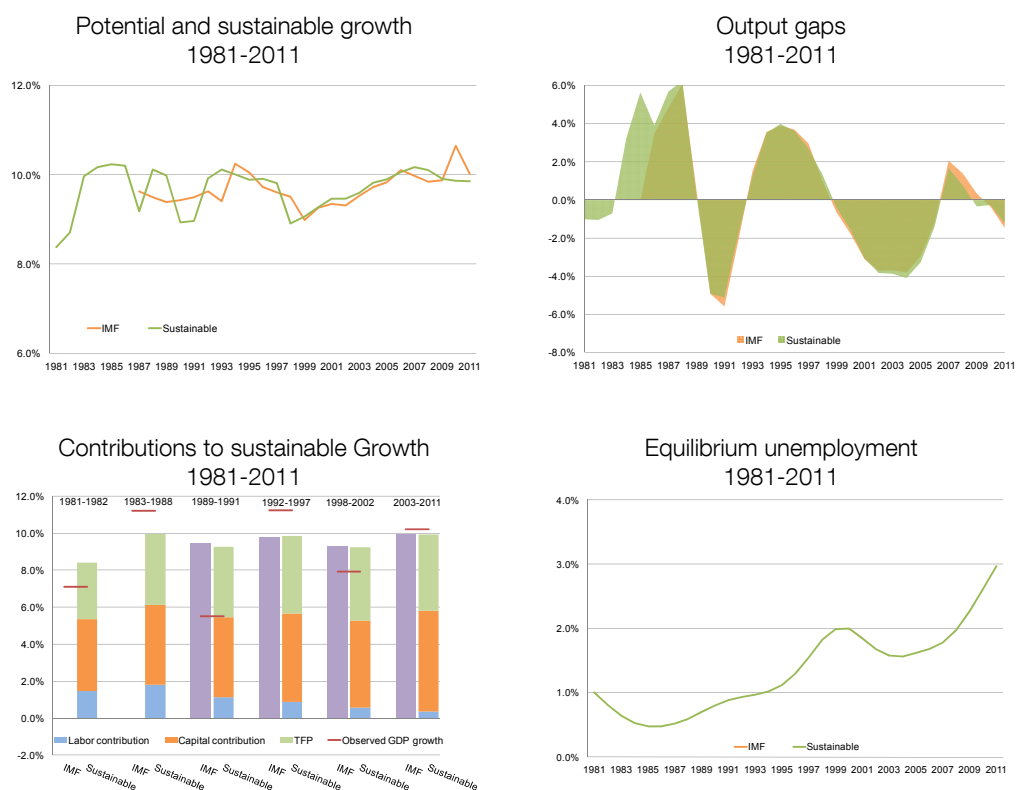 Potential and sustainable growth
1981-2011
12.0%
10.0%
8.0%
6.0%
IMF Sustainable
1981 1983 1985 1987 1989 1991 1993 1995 1997 1999 2001 2003 2005 2007 2009 2011
Output gaps
1981-2011
6.0%
4.0%
2.0%
0.0%
-2.0%
-4.0%
-6.0%
-8.0%
IMF Sustainable
1981 1983 1985 1987 1989 1991 1993 1995 1997 1999 2001 2003 2005 2007 2009 2011
Contributions to sustainable Growth
1981-2011
12.0%
10.0%
8.0%
6.0%
4.0%
2.0%
0.0%
-2.0%
1981-1982 1983-1988 1989-1991 1992-1997 1998-2002 2003-2011
Labor contribution Capital contribution TFP Observed GDP growth
IMF Sustainable IMF Sustainable IMF Sustainable IMF Sustainable IMF Sustainable IMF Sustainable
Equilibrium unemployment
1981-2011
4.0%
3.0%
2.0%
1.0%
0.0%
IMF Sustainable
1981 1983 1985 1987 1989 1991 1993 1995 1997 1999 2001 2003 2005 2007 2009 2011